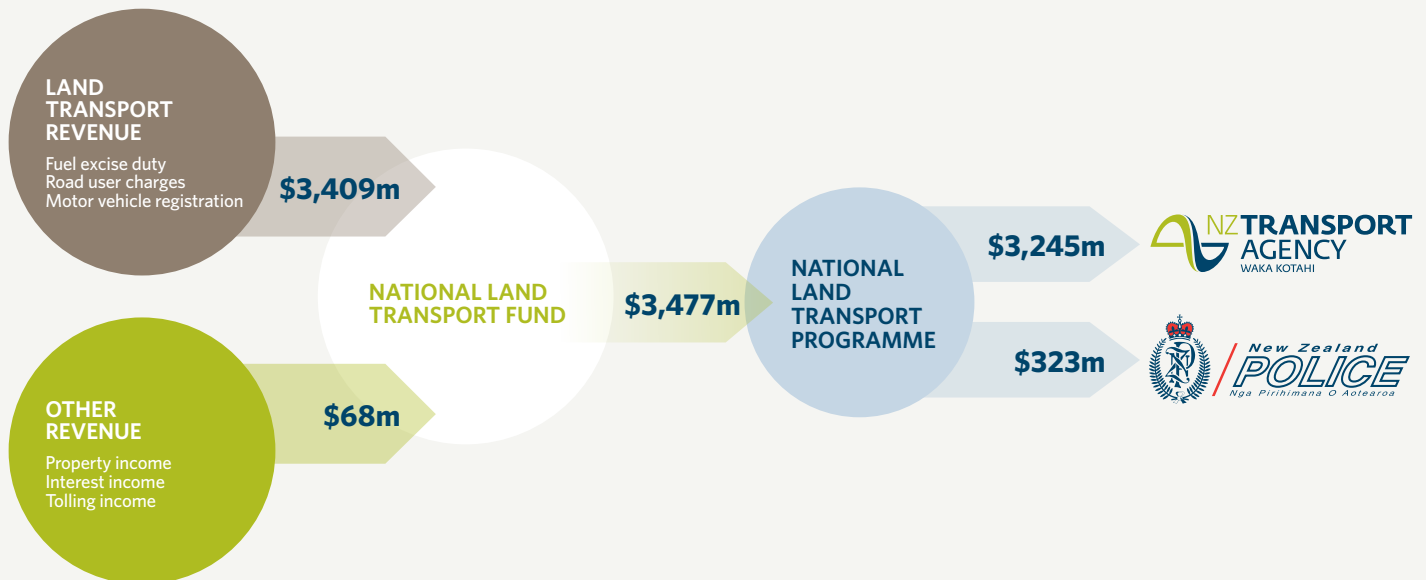 LAND
TRANSPORT
REVENUE
Fuel excise duty
Road user charges
Motor vehicle registration
$3,409m
OTHER
REVENUE
Property income
Interest income
Tolling income
$68m
NATIONAL LAND
TRANSPORT FUND
$3,477m
NATIONAL
LAND
TRANSPORT
PROGRAMME
$3,245m
NZTRANSPORT
AGENCY
WAKA KOTAHI
$323m
New Zealand
POLICE
Nga Pirihimana O Aotearoa